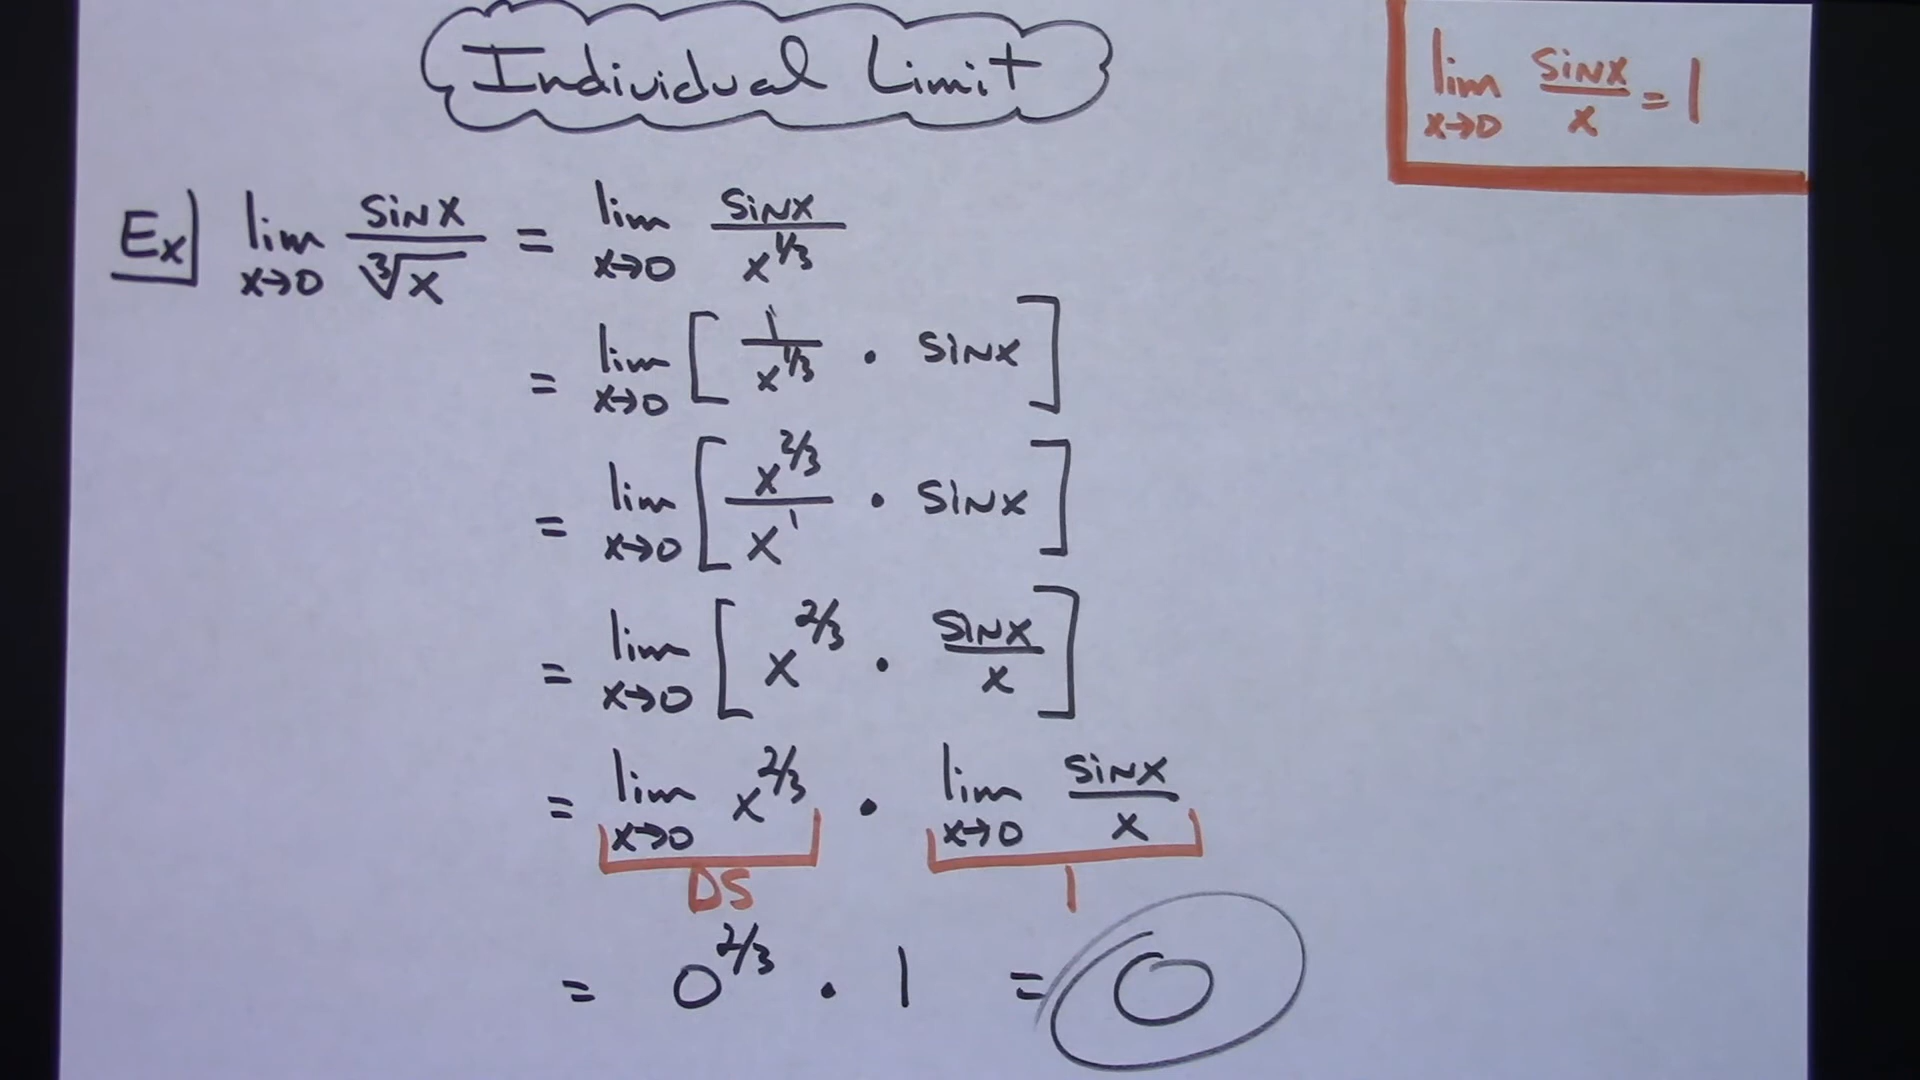 Individual Limit
lim x→0 sinx/x = 1
Ex] lim x→0 sinx/∛x = lim x→0 sinx/x^1/3
= lim x→0 [1/x^1/3 · sinx]
= lim x→0 [x^2/3/x^1 · sinx]
= lim x→0 [x^2/3 · sinx/x]
= lim x→0 x^2/3 · lim x→0 sinx/x
DS 1
= 0^2/3 · 1 = 0